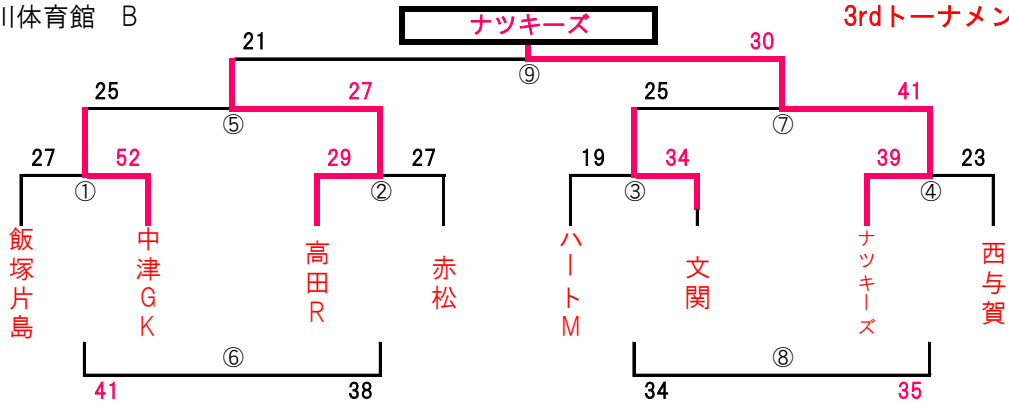 川体育館 B
3rdトーナメン
ナツキーズ
21
30
⑨
25
27
25
41
⑤
⑦
27
52
29
27
19
34
39
23
①
②
③
④
飯塚片島
中津GK
高田R
赤松
ハートM
文関
ナツキーズ
西与賀
⑥
⑧
41
38
34
35